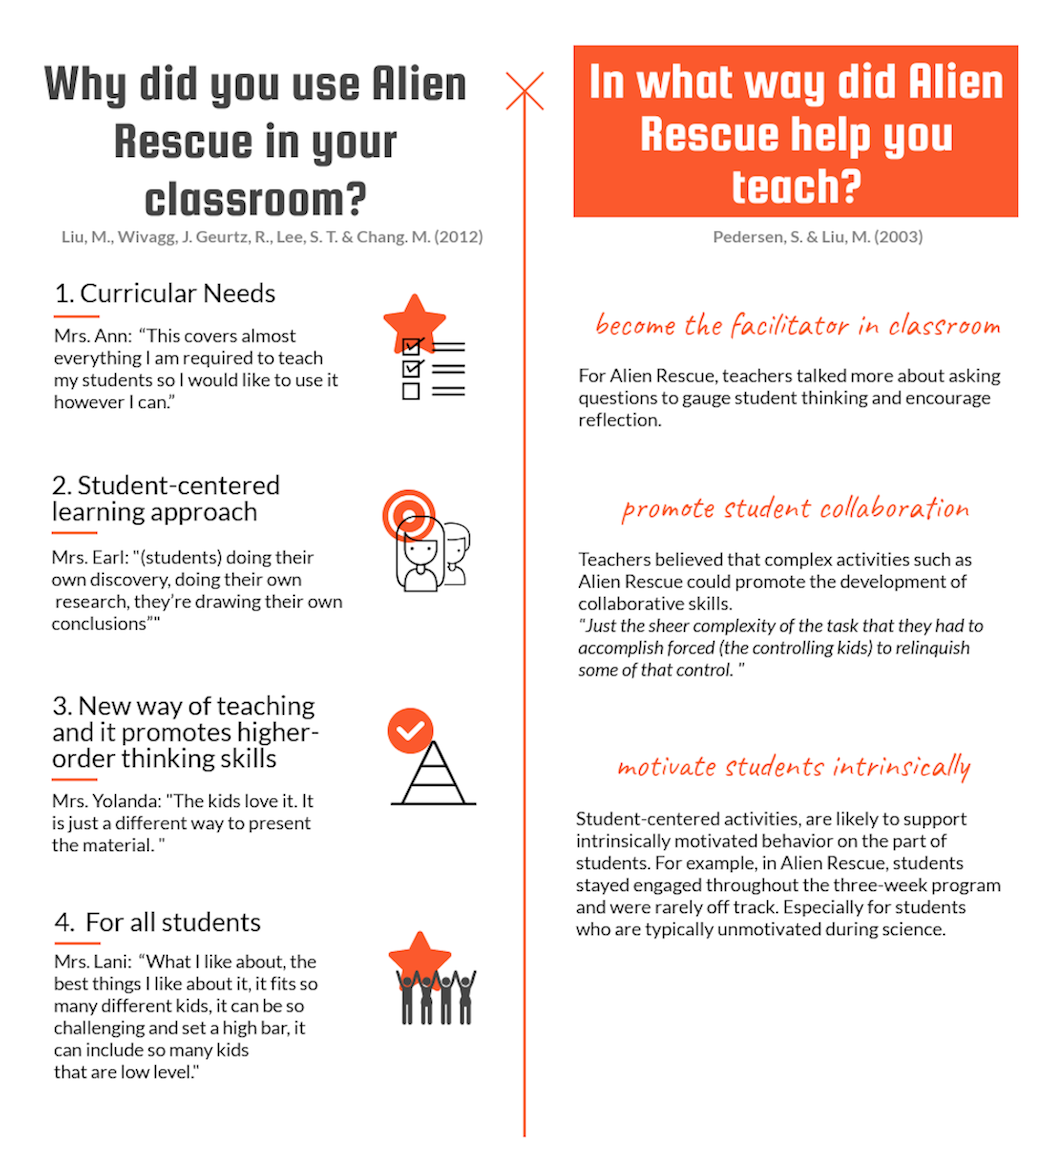 Why did you use Alien
Rescue in your
classroom?
Liu, M., Wivagg, J. Geurtz, R., Lee, S. T. & Chang. M. (2012)
1. Curricular Needs
Mrs. Ann: “This covers almost
everything I am required to teach
my students so I would like to use it
however I can.”
2. Student-centered
learning approach
Mrs. Earl: "(students) doing their
own discovery, doing their own
research, they’re drawing their own
conclusions”"
3. New way of teaching
and it promotes higher-
order thinking skills
Mrs. Yolanda: "The kids love it. It
is just a different way to present
the material. "
4. For all students
Mrs. Lani: “What I like about, the
best things I like about it, it fits so
many different kids, it can be so
challenging and set a high bar, it
can include so many kids
that are low level."
In what way did Alien
Rescue help you
teach?
Pedersen, S. & Liu, M. (2003)
become the facilitator in classroom
For Alien Rescue, teachers talked more about asking
questions to gauge student thinking and encourage
reflection.
promote student collaboration
Teachers believed that complex activities such as
Alien Rescue could promote the development of
collaborative skills.
“Just the sheer complexity of the task that they had to
accomplish forced (the controlling kids) to relinquish
some of that control. "
motivate students intrinsically
Student-centered activities, are likely to support
intrinsically motivated behavior on the part of
students. For example, in Alien Rescue, students
stayed engaged throughout the three-week program
and were rarely off track. Especially for students
who are typically unmotivated during science.